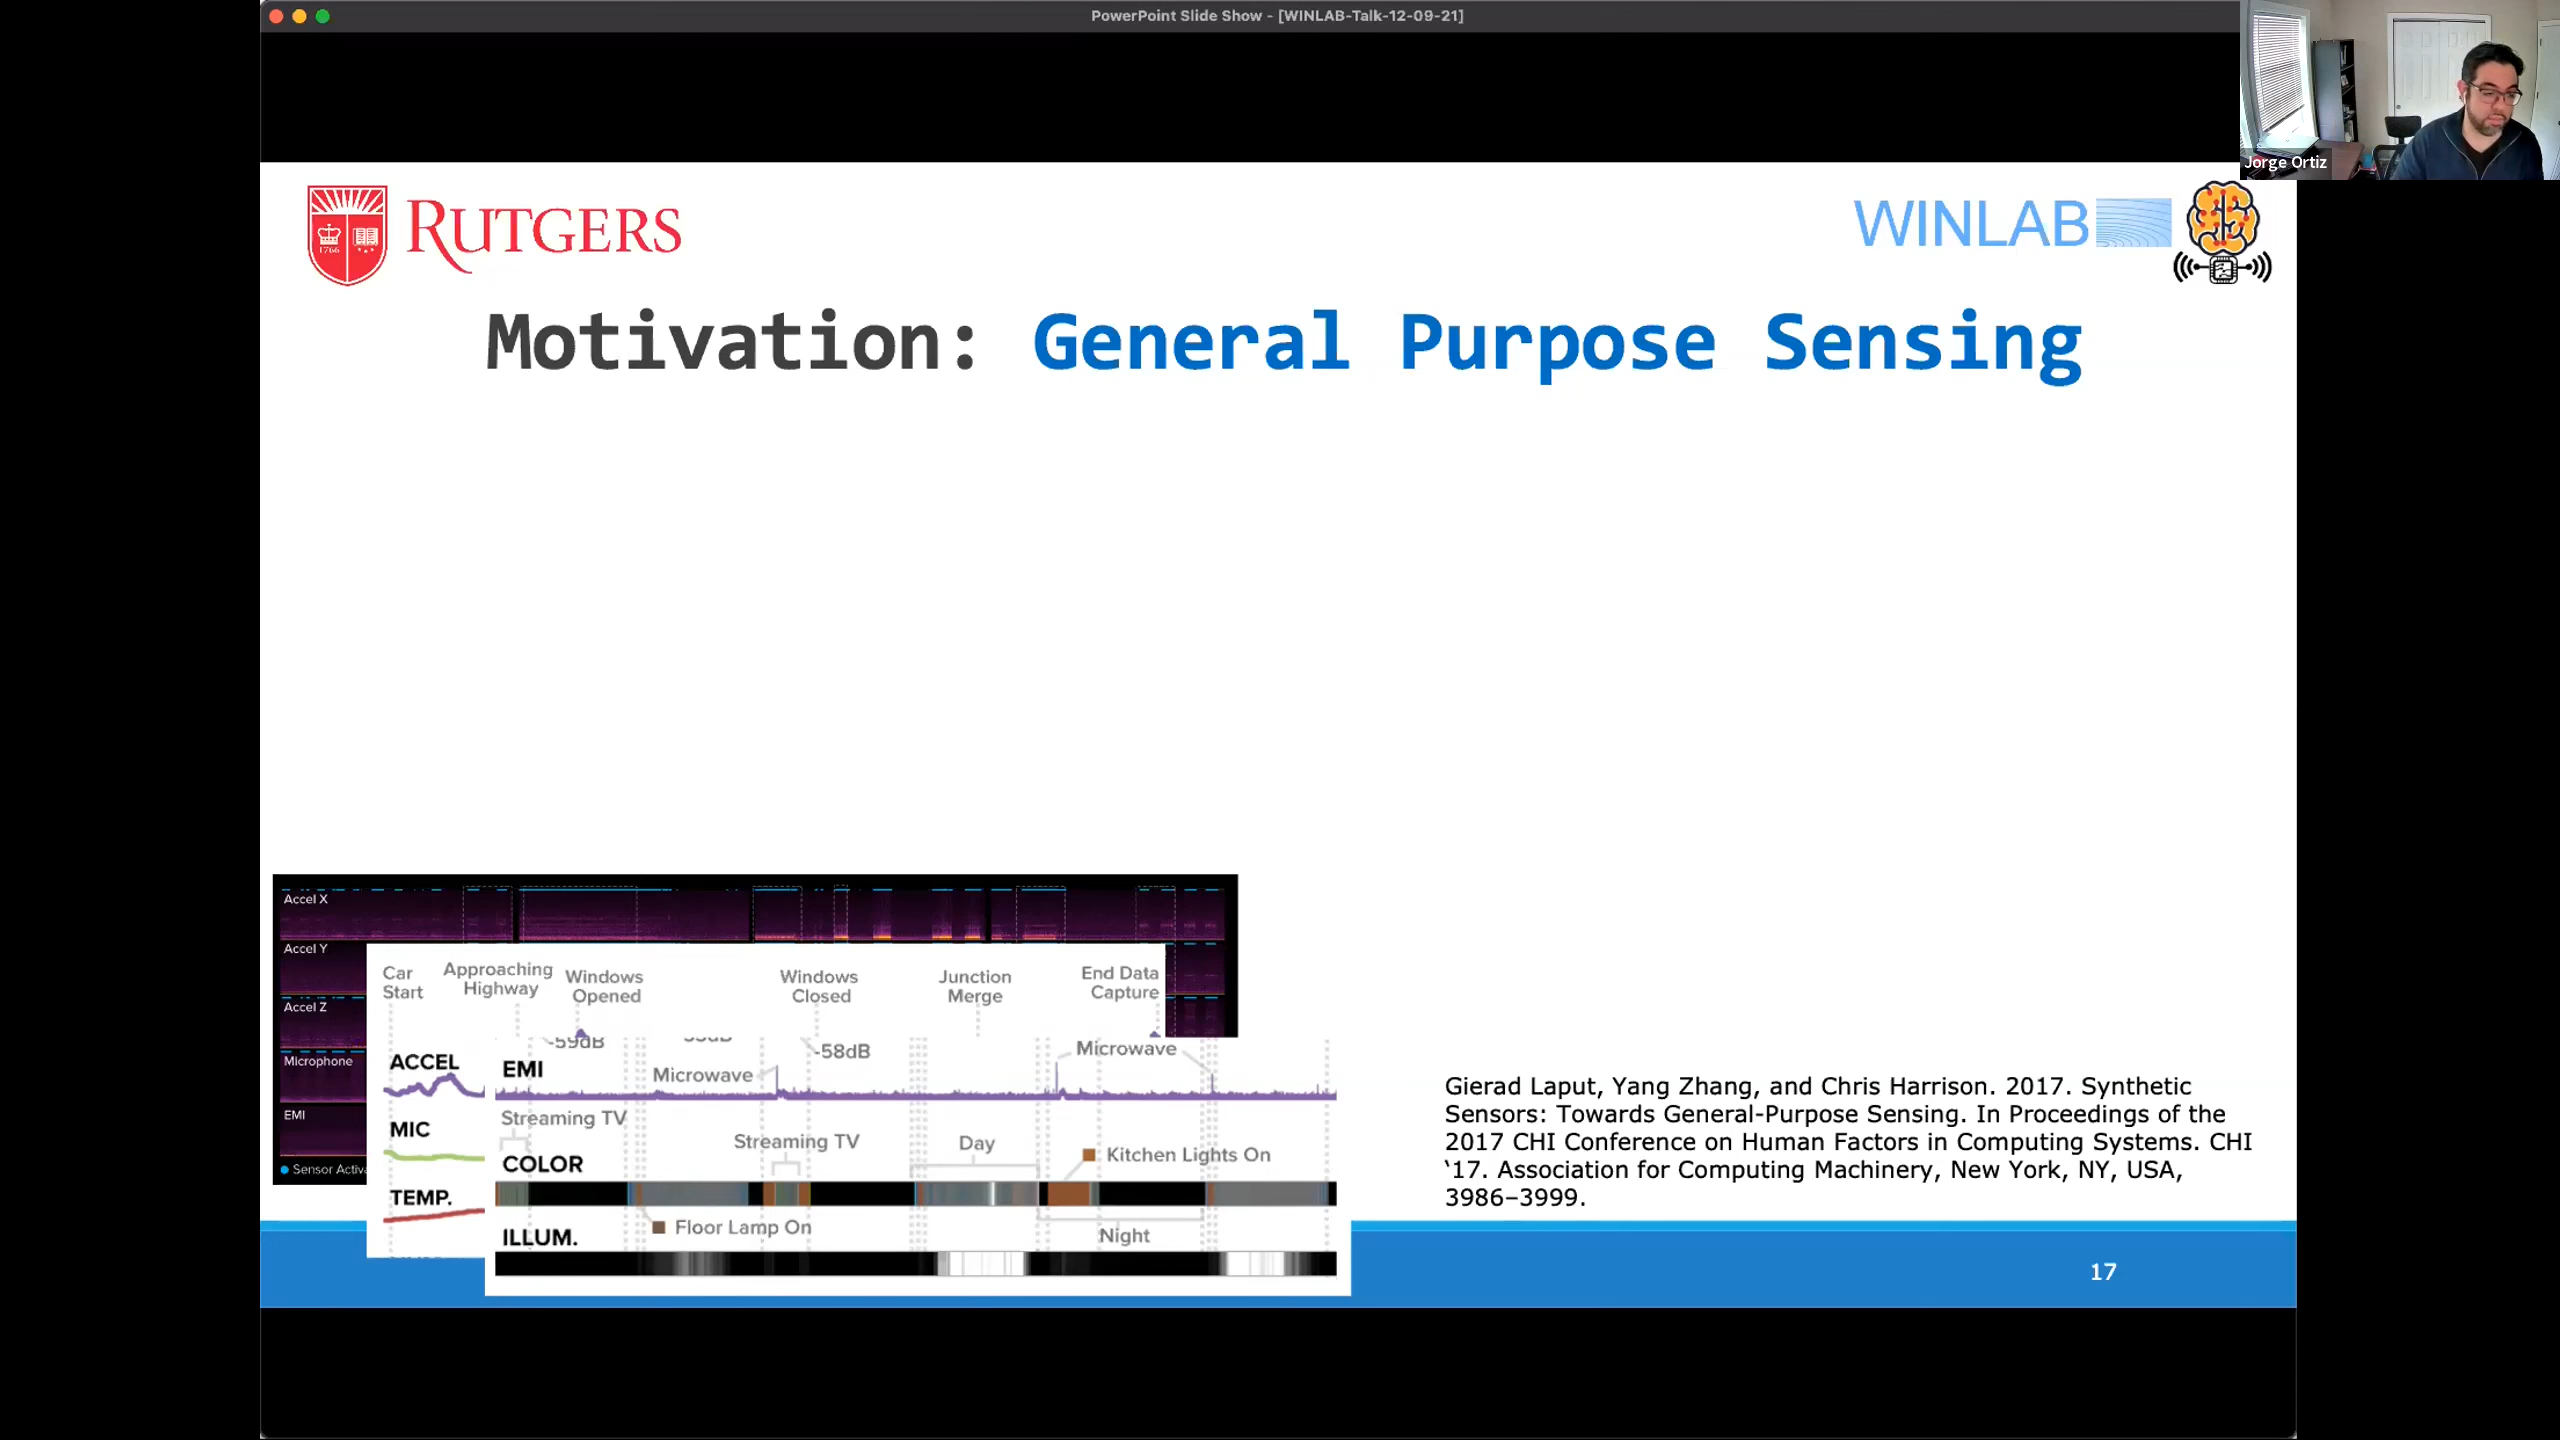 PowerPoint Slide Show - [WINLAB-Talk-12-09-21]
Jorge Ortiz
1766
RUTGERS
WINLAB
Motivation: General Purpose Sensing
Accel X
Accel Y
Accel Z
Microphone
EMI
Sensor Activa
Car
Start
Approaching
Highway
Windows
Opened
Windows
Closed
Junction
Merge
End Data
Capture
ACCEL
MIC
TEMP.
-59dB
-58dB
Microwave
EMI
Microwave
Streaming TV
Streaming TV
Day
Kitchen Lights On
COLOR
Floor Lamp On
Night
ILLUM.
Gierad Laput, Yang Zhang, and Chris Harrison. 2017. Synthetic
Sensors: Towards General-Purpose Sensing. In Proceedings of the
2017 CHI Conference on Human Factors in Computing Systems. CHI
‘17. Association for Computing Machinery, New York, NY, USA,
3986–3999.
17